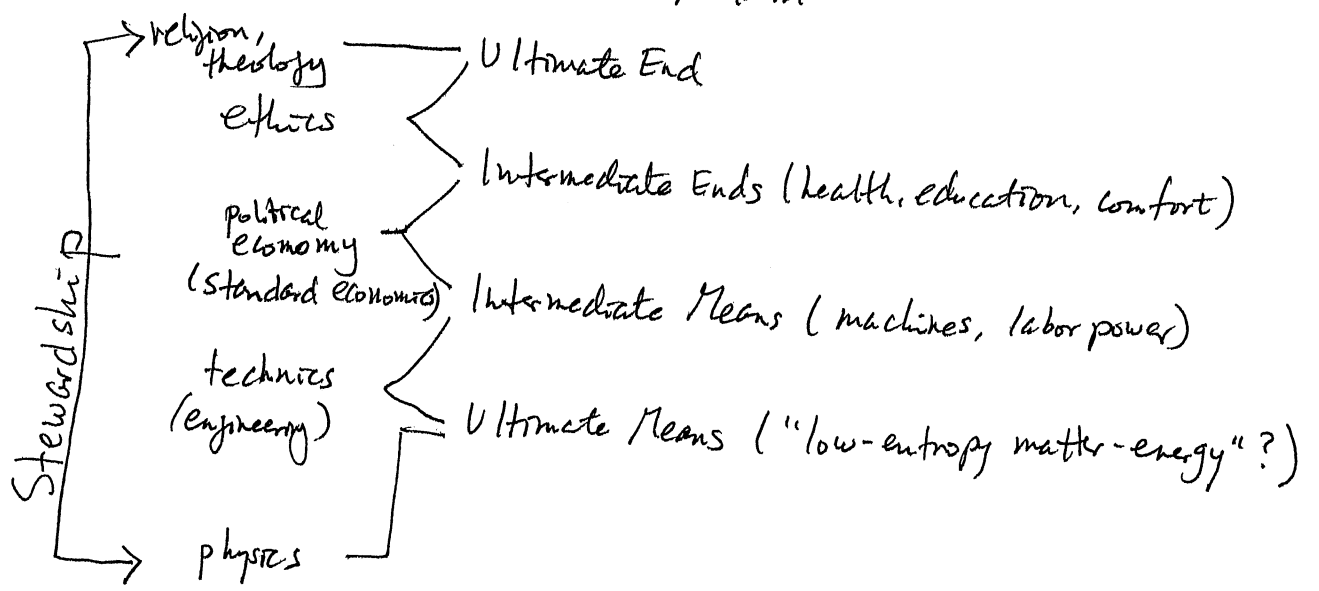 religion,
theology
Ultimate End
ethics
Intermediate Ends (health, education, comfort)
political
economy
(standard economics)
Intermediate Means (machines, labor power)
technics
(engineering)
Ultimate Means ("low-entropy matter-energy"?)
physics
Stewardship